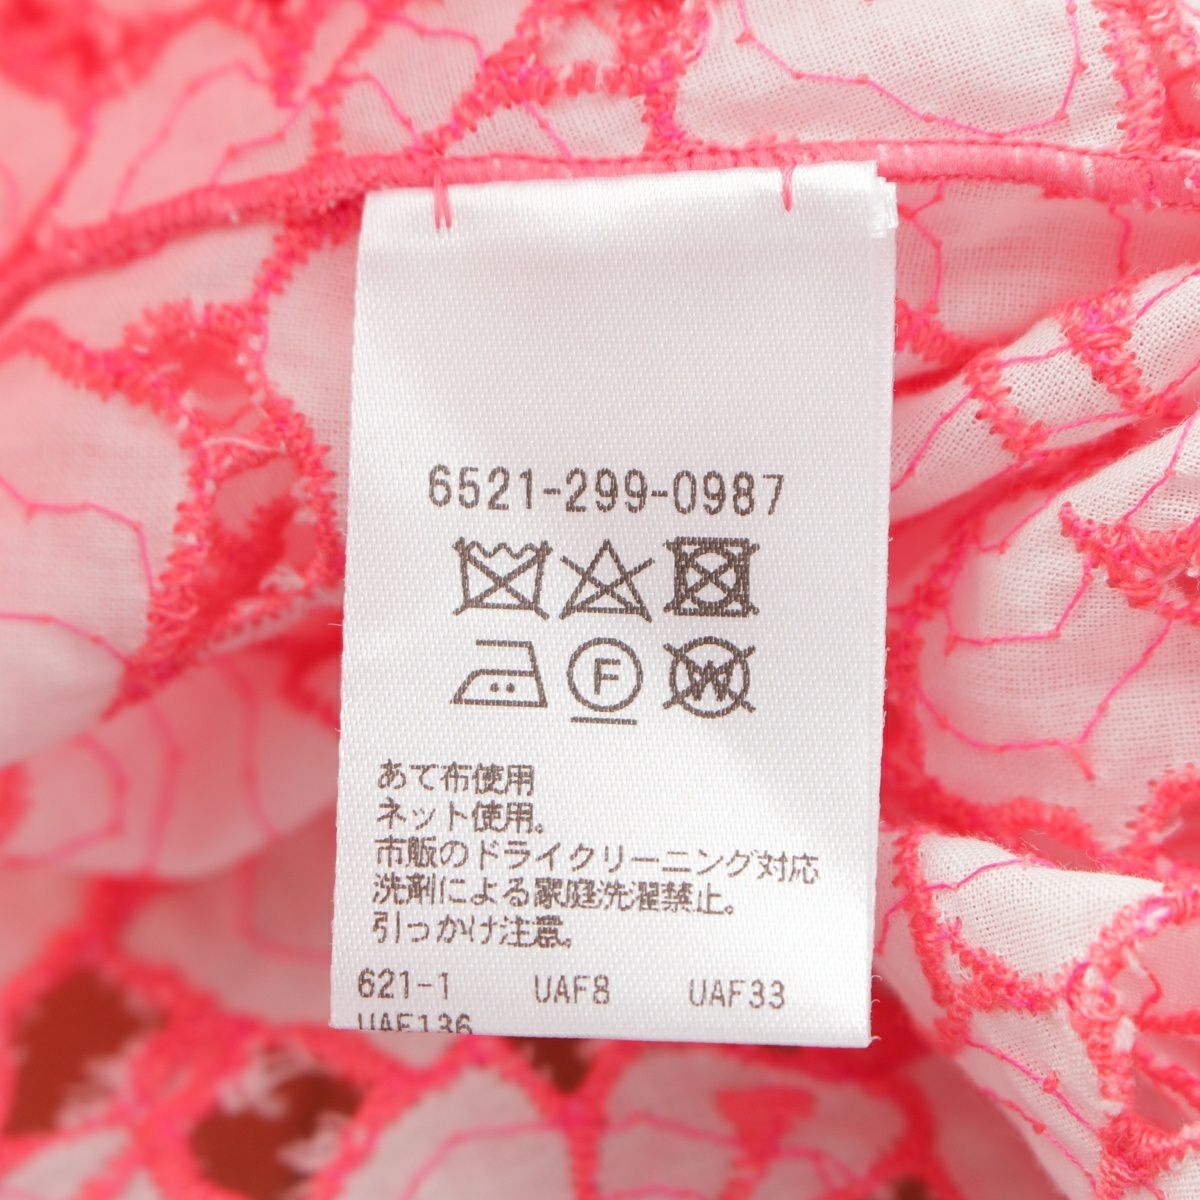 6521-299-0987
F W
あて布使用
ネット使用。
市販のドライクリーニング対応
洗剤による家庭洗濯禁止。
引っかけ注意。
621-1 UAF8 UAF33
UAF136